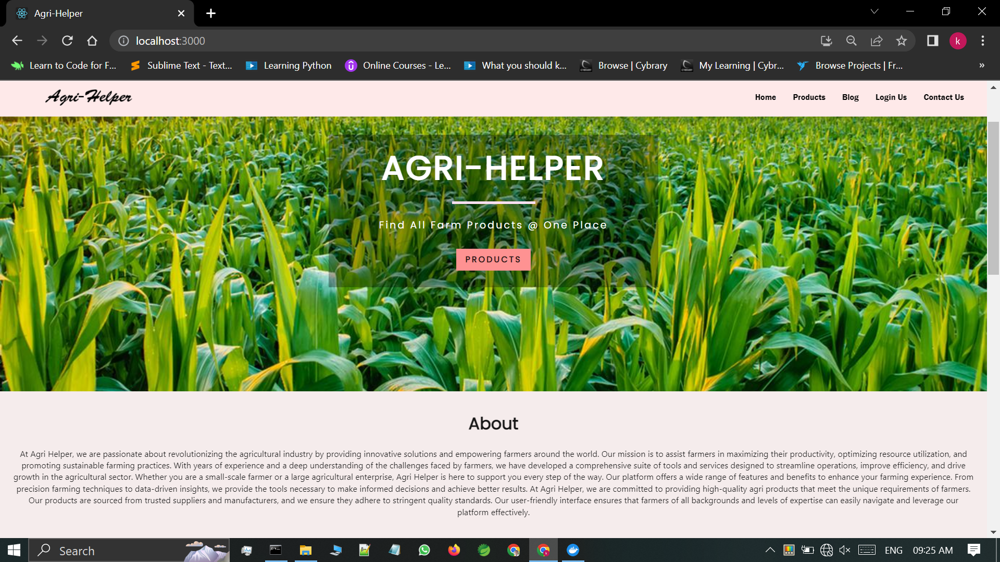 Agri-Helper
localhost:3000
Learn to Code for F...
Sublime Text - Text...
Learning Python
Online Courses - Le...
What you should k...
Browse | Cybrary
My Learning | Cybr...
Browse Projects | Fr...
»
k
Agri-Helper
Home
Products
Blog
Login Us
Contact Us
AGRI-HELPER
Find All Farm Products @ One Place
PRODUCTS
About
At Agri Helper, we are passionate about revolutionizing the agricultural industry by providing innovative solutions and empowering farmers around the world. Our mission is to assist farmers in maximizing their productivity, optimizing resource utilization, and
promoting sustainable farming practices. With years of experience and a deep understanding of the challenges faced by farmers, we have developed a comprehensive suite of tools and services designed to streamline operations, improve efficiency, and drive
growth in the agricultural sector. Whether you are a small-scale farmer or a large agricultural enterprise, Agri Helper is here to support you every step of the way. Our platform offers a wide range of features and benefits to enhance your farming experience. From
precision farming techniques to data-driven insights, we provide the tools necessary to make informed decisions and achieve better results. At Agri Helper, we are committed to providing high-quality agri products that meet the unique requirements of farmers.
Our products are sourced from trusted suppliers and manufacturers, and we ensure they adhere to stringent quality standards. Our user-friendly interface ensures that farmers of all backgrounds and levels of expertise can easily navigate and leverage our
platform effectively.
Search
ENG
09:25 AM